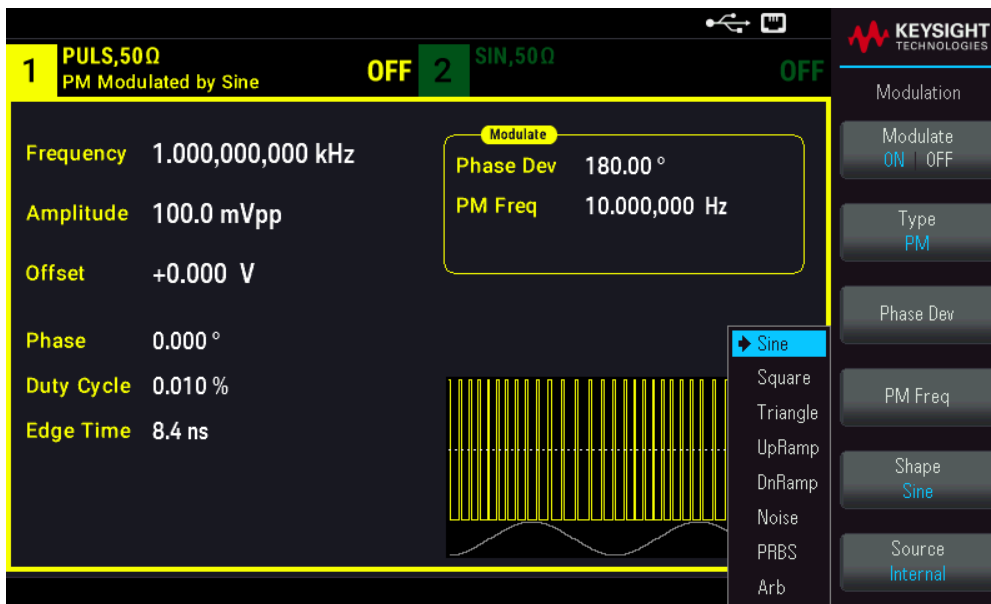 KEYSIGHT
TECHNOLOGIES
1 PULS,50Ω OFF
PM Modulated by Sine
2 SIN,50Ω OFF
Frequency 1.000,000,000 kHz
Amplitude 100.0 mVpp
Offset +0.000 V
Phase 0.000 °
Duty Cycle 0.010 %
Edge Time 8.4 ns
Modulate
Phase Dev 180.00 °
PM Freq 10.000,000 Hz
Sine
Square
Triangle
UpRamp
DnRamp
Noise
PRBS
Arb
Modulation
Modulate
ON | OFF
Type
PM
Phase Dev
PM Freq
Shape
Sine
Source
Internal